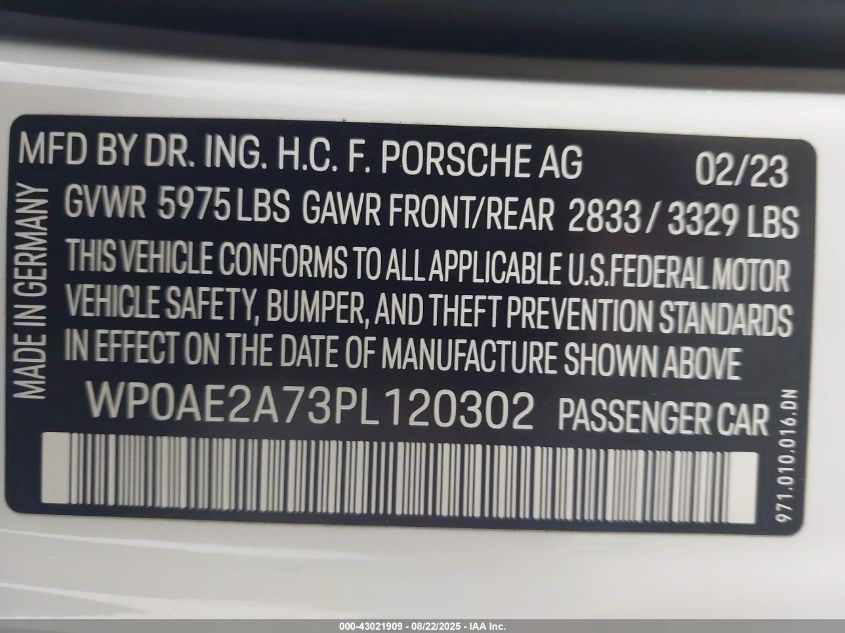 MFD BY DR. ING. H.C. F. PORSCHE AG 02/23
GVWR 5975 LBS GAWR FRONT/REAR 2833 / 3329 LBS
THIS VEHICLE CONFORMS TO ALL APPLICABLE U.S.FEDERAL MOTOR
VEHICLE SAFETY, BUMPER, AND THEFT PREVENTION STANDARDS
IN EFFECT ON THE DATE OF MANUFACTURE SHOWN ABOVE
WP0AE2A73PL120302 PASSENGER CAR
MADE IN GERMANY
971.010.016.DN
000-43021909 - 08/22/2025 - IAA Inc.